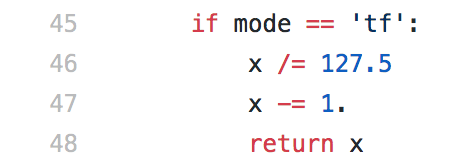 45 if mode == 'tf':
46 x /= 127.5
47 x -= 1.
48 return x